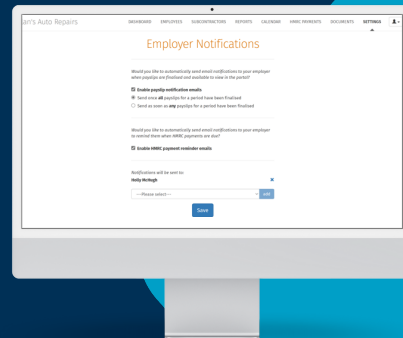 an's Auto Repairs
DASHBOARD EMPLOYEES SUBCONTRACTORS REPORTS CALENDAR HMRC PAYMENTS DOCUMENTS SETTINGS
Employer Notifications
Would you like to automatically send email notifications to your employer
when payslips are finalised and available to view in the portal?
Enable payslip notification emails
Send once all payslips for a period have been finalised
Send as soon as any payslips for a period have been finalised
Would you like to automatically send email notifications to your employer
to remind them when HMRC payments are due?
Enable HMRC payment reminder emails
Notifications will be sent to:
Holly McHugh
---Please select---
add
Save